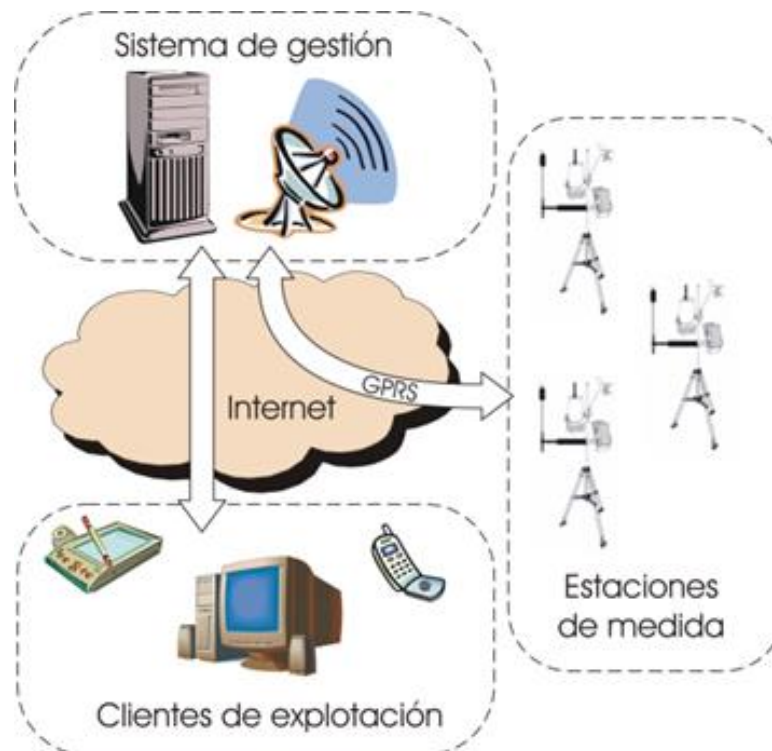 Sistema de gestión
GPRS
Internet
Estaciones
de medida
Clientes de explotación